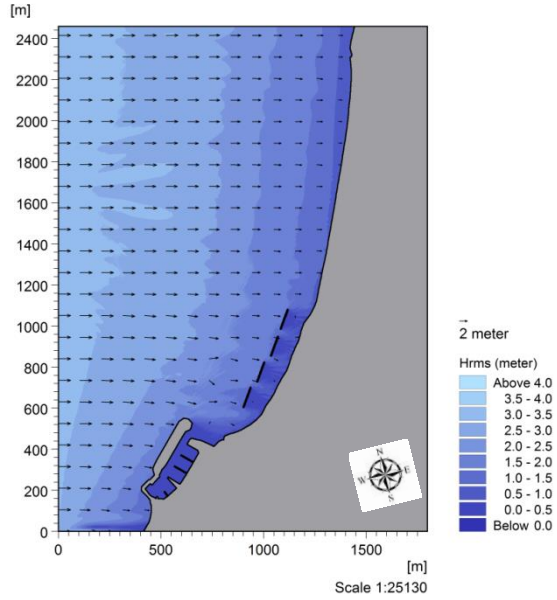 [m]
2400
2200
2000
1800
1600
1400
1200
1000
800
600
400
200
0
0 500 1000 1500
[m]
Scale 1:25130
2 meter
Hrms (meter)
Above 4.0
3.5 - 4.0
3.0 - 3.5
2.5 - 3.0
2.0 - 2.5
1.5 - 2.0
1.0 - 1.5
0.5 - 1.0
0.0 - 0.5
Below 0.0
N
W E